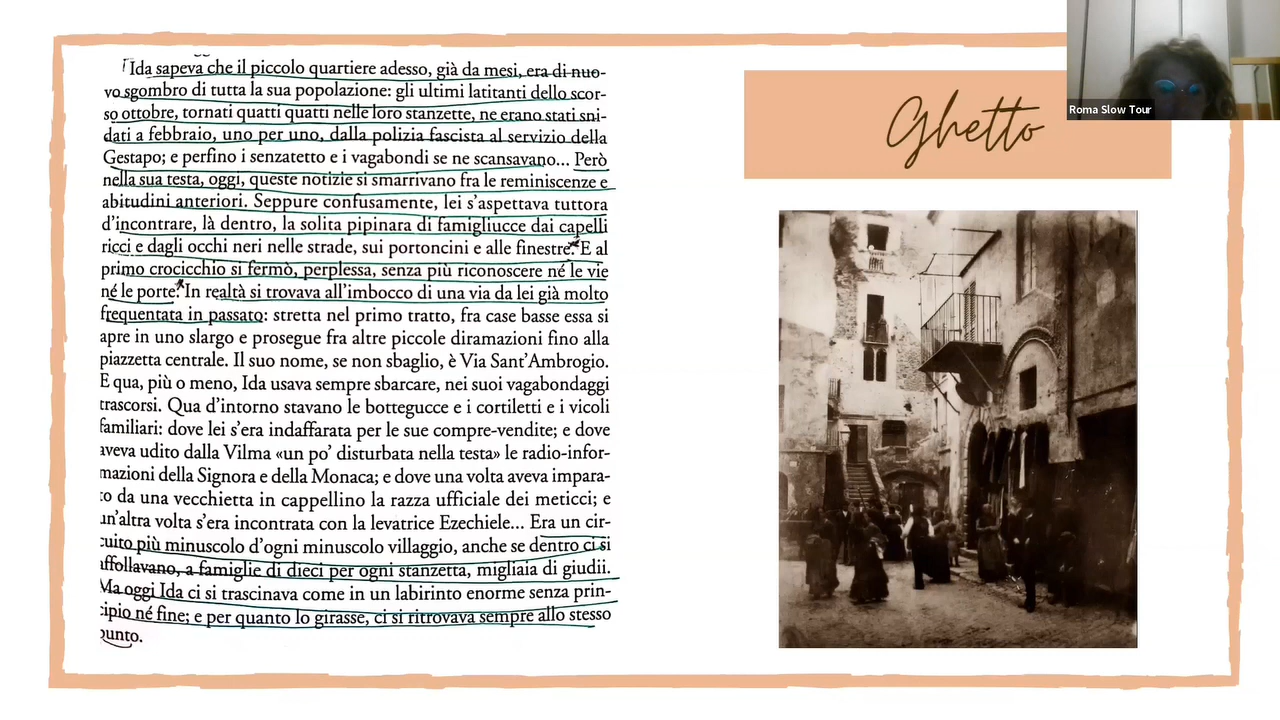 Ida sapeva che il piccolo quartiere adesso, già da mesi, era di nuo-
vo sgombro di tutta la sua popolazione: gli ultimi latitanti dello scor-
so ottobre, tornati quatti quatti nelle loro stanzette, ne erano stati sni-
dati a febbraio, uno per uno, dalla polizia fascista al servizio della
Gestapo; e perfino i senzatetto e i vagabondi se ne scansavano... Però
nella sua testa, oggi, queste notizie si smarrivano fra le reminiscenze e
abitudini anteriori. Seppure confusamente, lei s'aspettava tuttora
d'incontrare, là dentro, la solita pipinara di famigliucce dai capelli
ricci e dagli occhi neri nelle strade, sui portoncini e alle finestre. E al
primo crocicchio si fermò, perplessa, senza più riconoscere né le vie
né le porte. In realtà si trovava all'imbocco di una via da lei già molto
frequentata in passato: stretta nel primo tratto, fra case basse essa si
apre in uno slargo e prosegue fra altre piccole diramazioni fino alla
piazzetta centrale. Il suo nome, se non sbaglio, è Via Sant'Ambrogio.
E qua, più o meno, Ida usava sempre sbarcare, nei suoi vagabondaggi
trascorsi. Qua d'intorno stavano le bottegucce e i cortiletti e i vicoli
familiari: dove lei s'era indaffarata per le sue compre-vendite; e dove
aveva udito dalla Vilma «un po' disturbata nella testa» le radio-infor-
mazioni della Signora e della Monaca; e dove una volta aveva impara-
to da una vecchietta in cappellino la razza ufficiale dei meticci; e
un'altra volta s'era incontrata con la levatrice Ezechiele... Era un cir-
cuito più minuscolo d'ogni minuscolo villaggio, anche se dentro ci si
affollavano, a famiglie di dieci per ogni stanzetta, migliaia di giudii.
Ma oggi Ida ci si trascinava come in un labirinto enorme senza prin-
cipio né fine; e per quanto lo girasse, ci si ritrovava sempre allo stesso
punto.
Ghetto
Roma Slow Tour